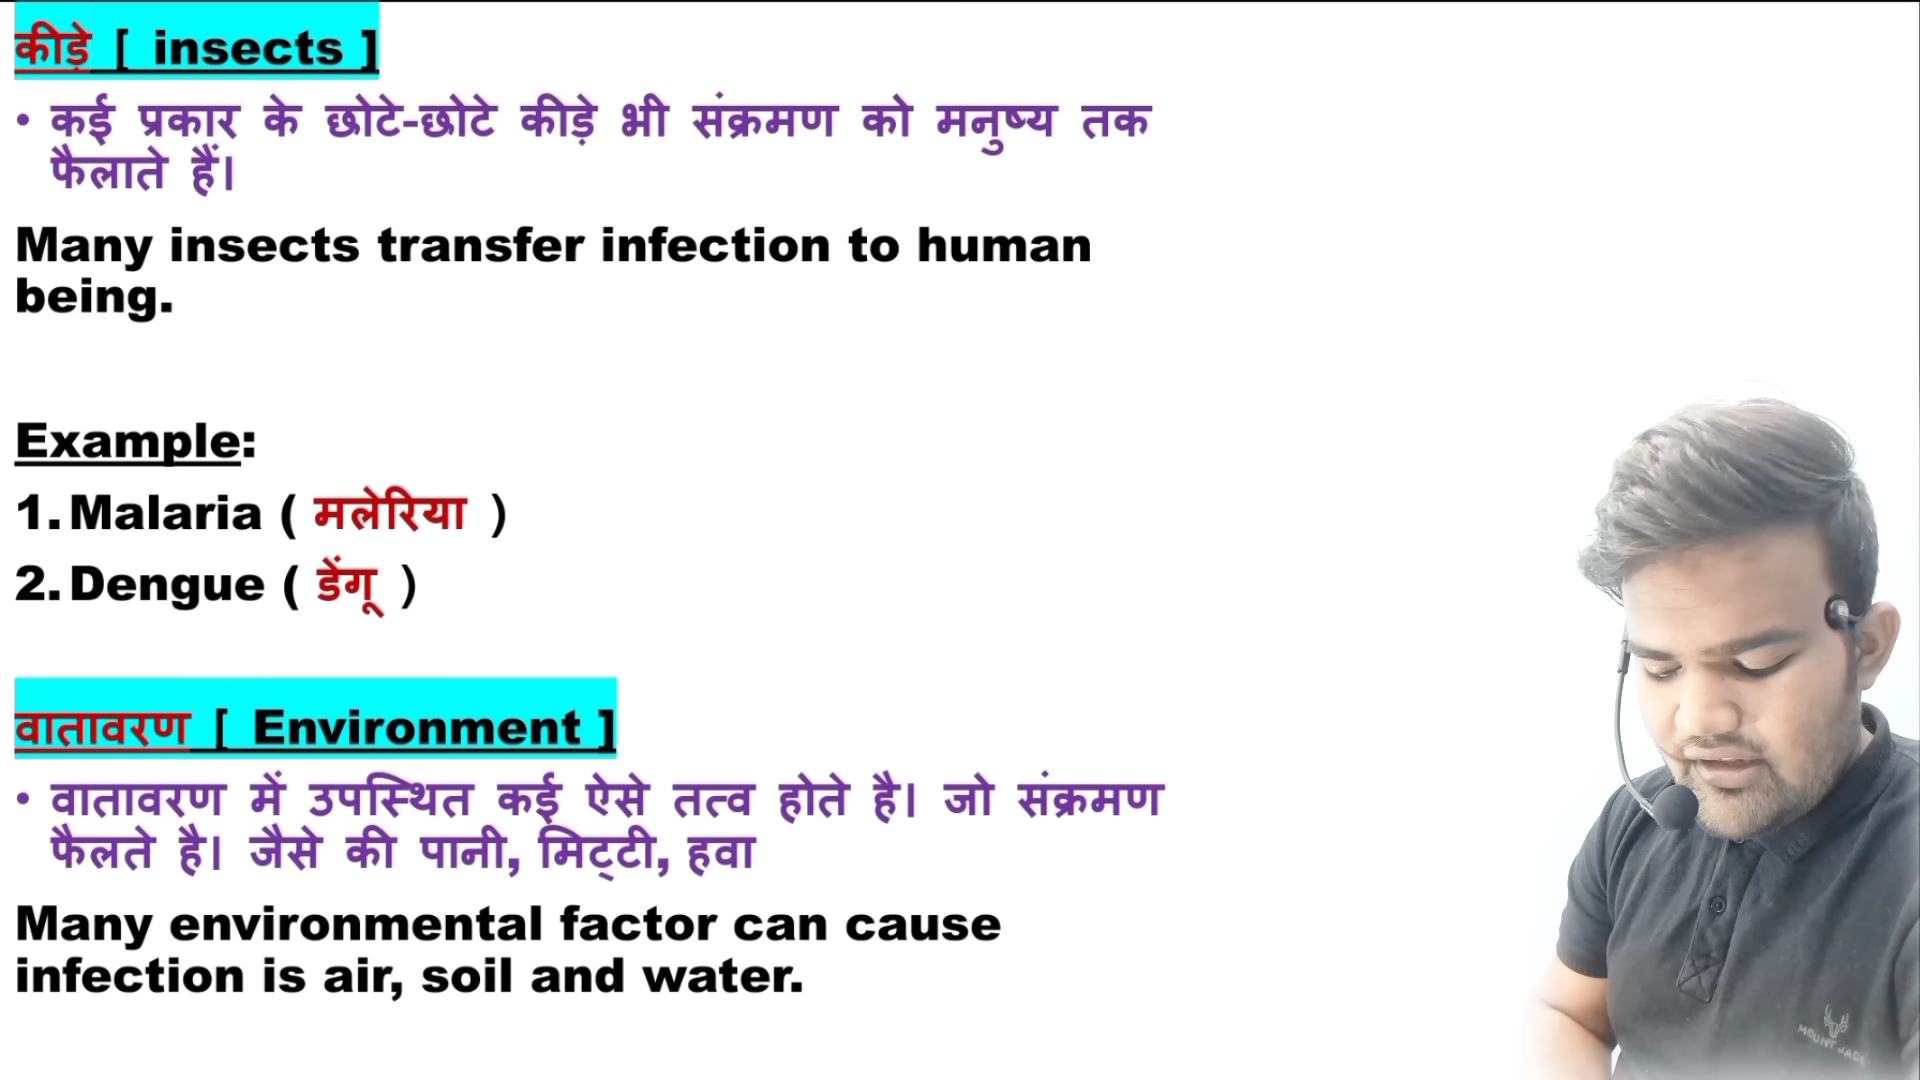 कीड़े [ insects ]
• कई प्रकार के छोटे-छोटे कीड़े भी संक्रमण को मनुष्य तक
फैलाते हैं।
Many insects transfer infection to human
being.
Example:
1. Malaria ( मलेरिया )
2. Dengue ( डेंगू )
वातावरण [ Environment ]
• वातावरण में उपस्थित कई ऐसे तत्व होते है। जो संक्रमण
फैलते है। जैसे की पानी, मिट्टी, हवा
Many environmental factor can cause
infection is air, soil and water.
MOUNT JACK